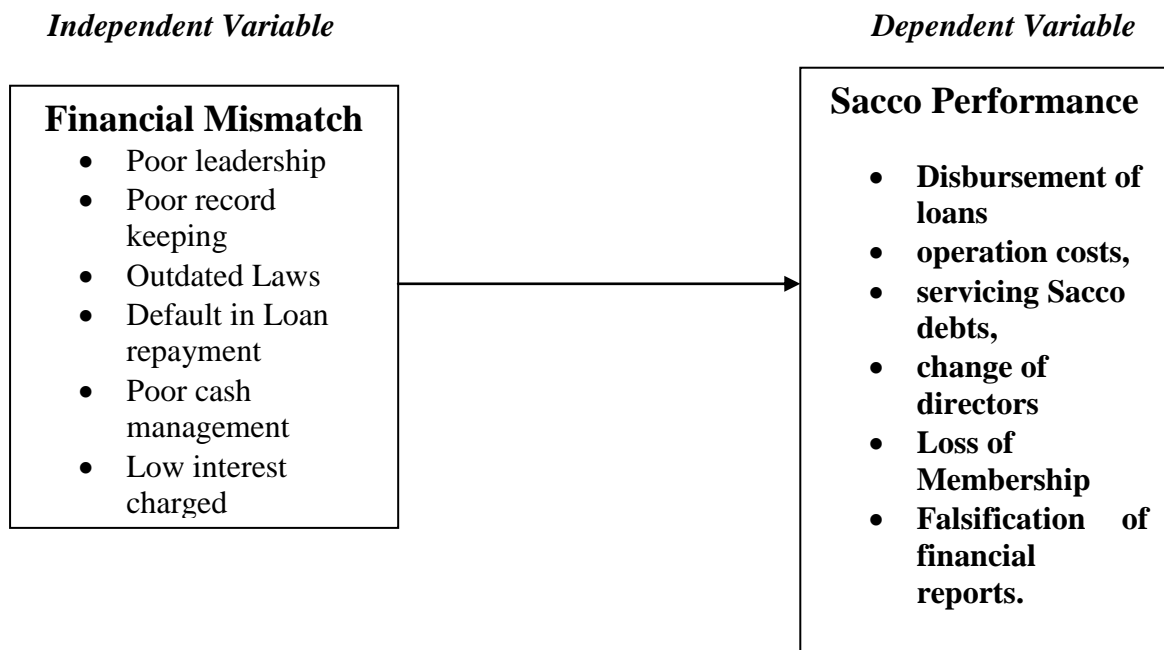 Independent Variable
Dependent Variable
Financial Mismatch
• Poor leadership
• Poor record
keeping
• Outdated Laws
• Default in Loan
repayment
• Poor cash
management
• Low interest
charged
Sacco Performance
• Disbursement of
loans
• operation costs,
• servicing Sacco
debts,
• change of
directors
• Loss of
Membership
• Falsification of
financial
reports.